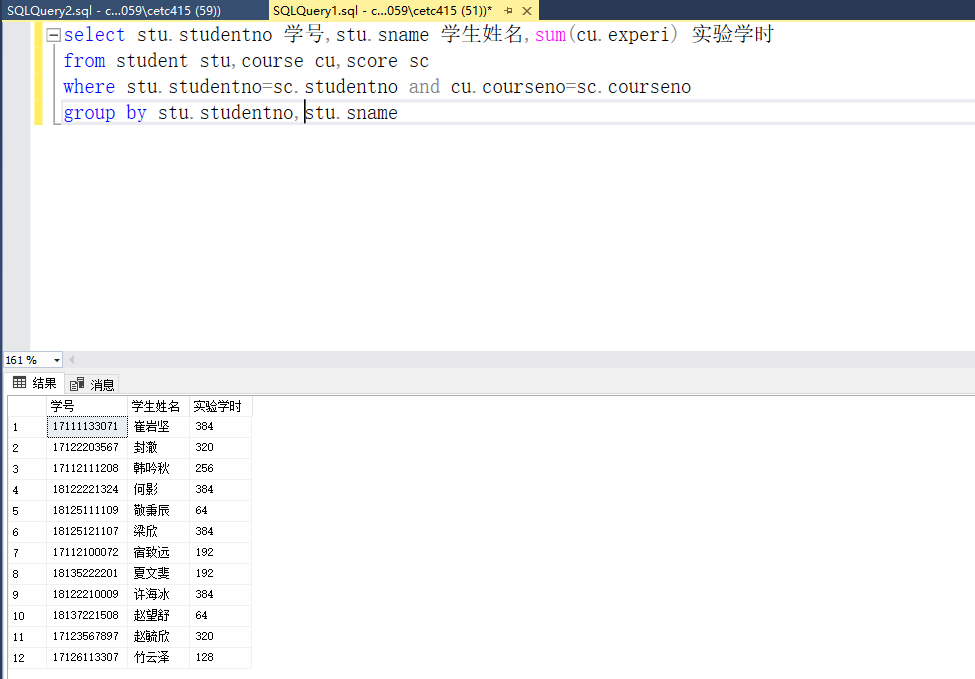 SQLQuery2.sql - c...059\cetc415 (59)) SQLQuery1.sql - c...059\cetc415 (51))*
select stu.studentno 学号,stu.sname 学生姓名,sum(cu.experi) 实验学时
from student stu,course cu,score sc
where stu.studentno=sc.studentno and cu.courseno=sc.courseno
group by stu.studentno,stu.sname
161 %
结果 消息
学号 学生姓名 实验学时
1 17111133071 崔岩坚 384
2 17122203567 封澈 320
3 17112111208 韩吟秋 256
4 18122221324 何影 384
5 18125111109 敬秉辰 64
6 18125121107 梁欣 384
7 17112100072 宿致远 192
8 18135222201 夏文斐 192
9 18122210009 许海冰 384
10 18137221508 赵望舒 64
11 17123567897 赵毓欣 320
12 17126113307 竹云泽 128